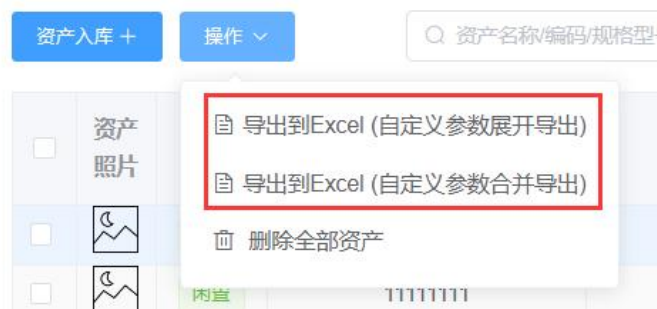 资产入库 +
操作
资产名称/编码/规格型
资产
照片
导出到Excel (自定义参数展开导出)
导出到Excel (自定义参数合并导出)
删除全部资产
闲置
11111111